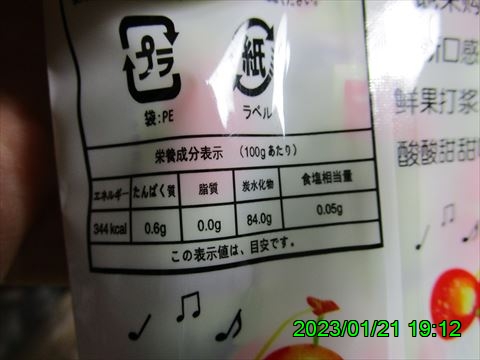 プラ
紙
袋:PE
ラベル
栄養成分表示 (100gあたり)
エネルギー たんぱく質 脂質 炭水化物 食塩相当量
344 kcal 0.6g 0.0g 84.0g 0.05g
この表示値は、目安です。
口感
鲜果打浆
酸酸甜甜
2023/01/21 19:12